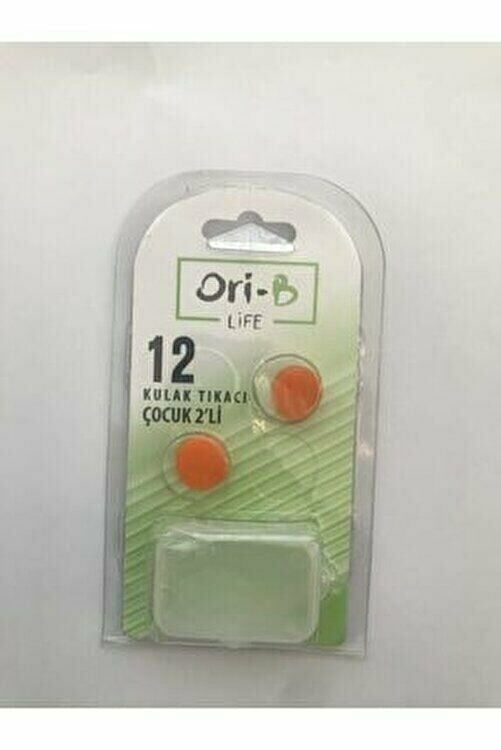 Ori-B
LiFE
12
KULAK TIKACI
ÇOCUK 2'Lİ